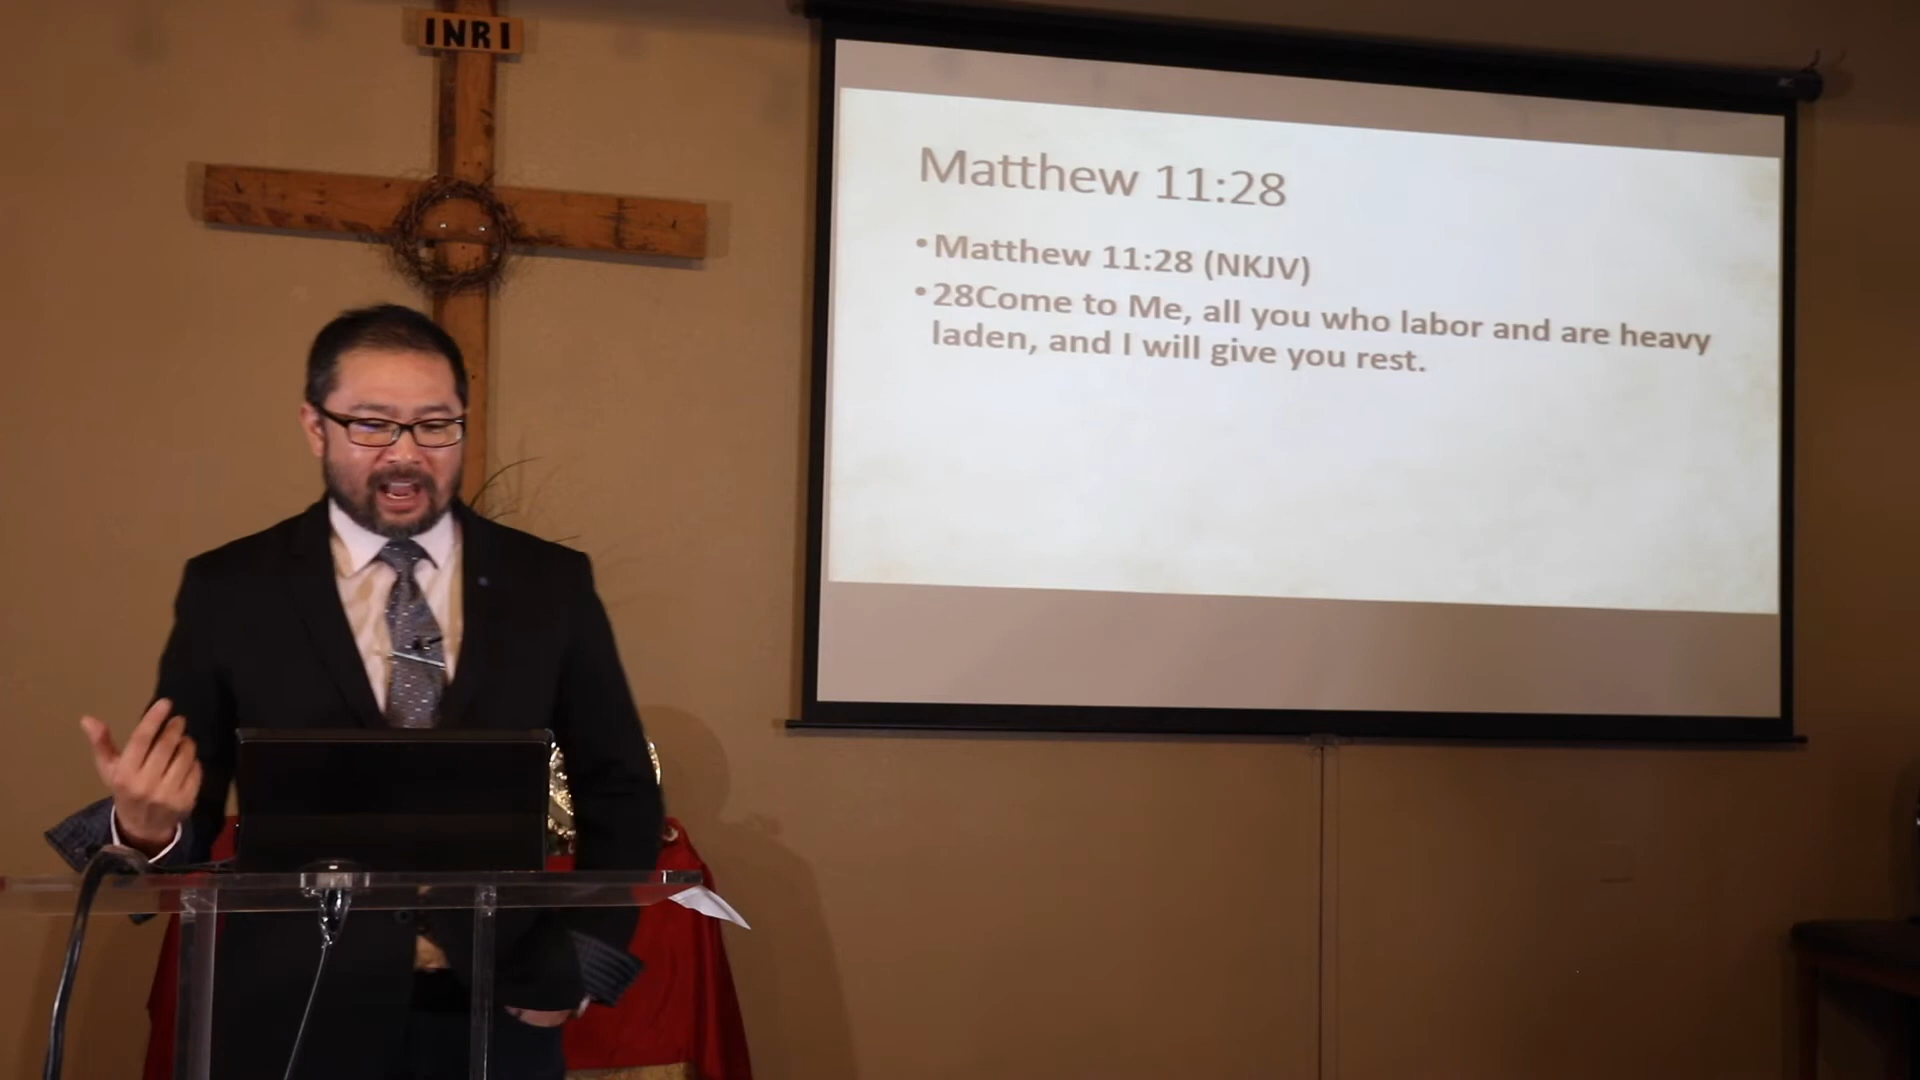 INRI
Matthew 11:28
•Matthew 11:28 (NKJV)
•28Come to Me, all you who labor and are heavy
laden, and I will give you rest.